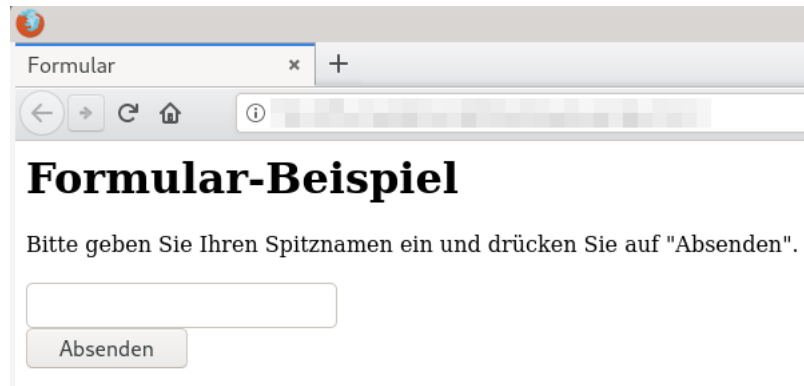 Formular
Formular-Beispiel
Bitte geben Sie Ihren Spitznamen ein und drücken Sie auf "Absenden".
Absenden